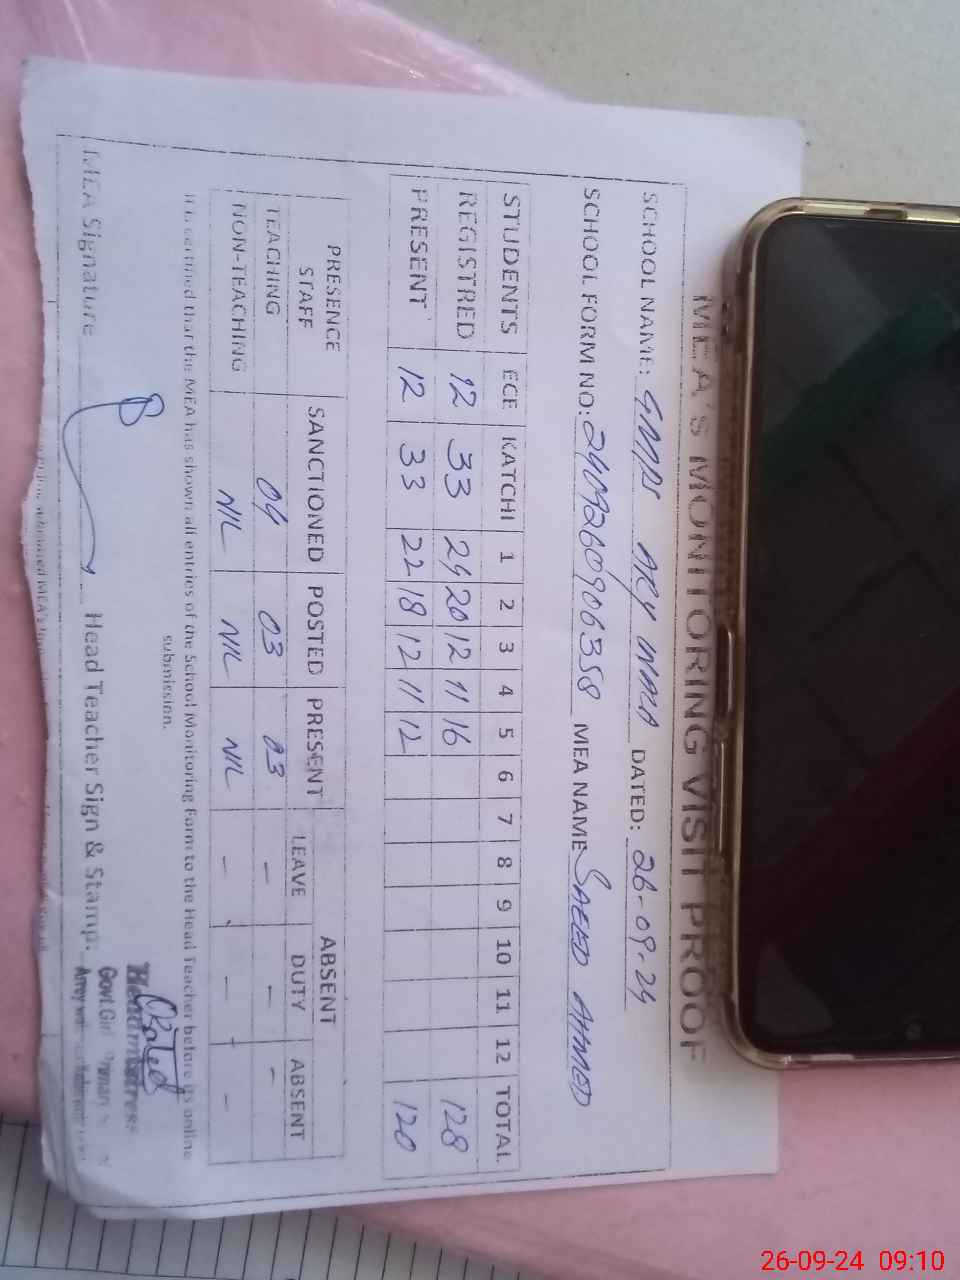 MEA'S MONITORING VISIT PROOF
SCHOOL NAME: GMPS ARY WALA DATED: 26-09-24
SCHOOL FORM NO: 2409260906358 MEA NAME SAEED AHMED
STUDENTS ECE KATCHI 1 2 3 4 5 6 7 8 9 10 11 12 TOTAL
REGISTRED 12 33 24 20 12 11 16 128
PRESENT 12 33 22 18 12 11 12 120
PRESENCE STAFF SANCTIONED POSTED PRESENT ABSENT
LEAVE DUTY ABSENT
TEACHING 04 03 03 - - -
NON-TEACHING NIL NIL NIL - - -
It is certified that the MEA has shown all entries of the School Monitoring Form to the Head Teacher before its online
submission.
MEA Signature Head Teacher Sign & Stamp.
Headmistress
Govt.Girl
26-09-24 09:10